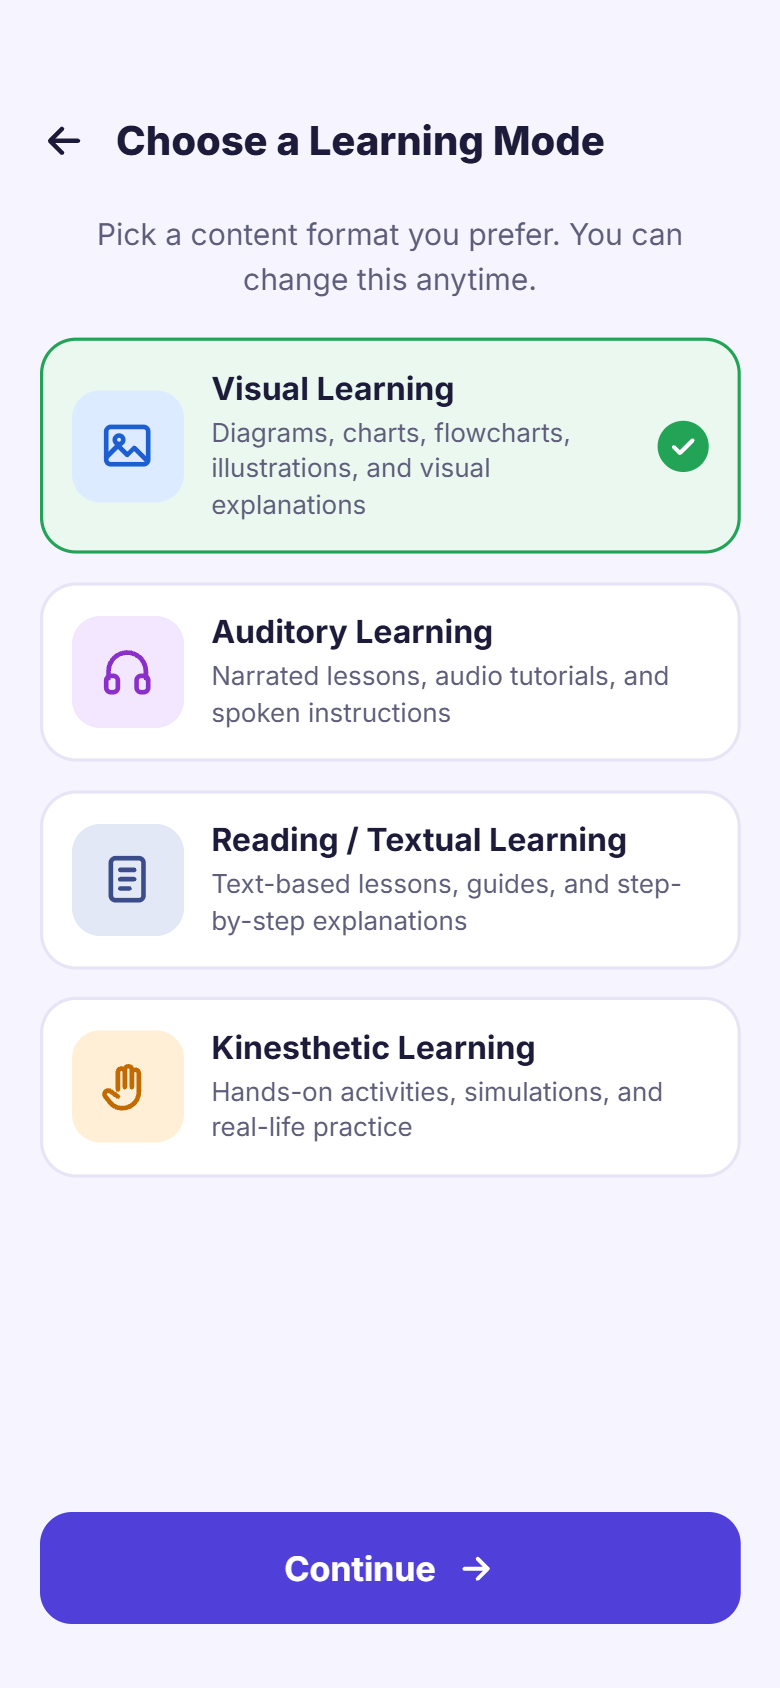 Choose a Learning Mode
Pick a content format you prefer. You can
change this anytime.
Visual Learning
Diagrams, charts, flowcharts,
illustrations, and visual
explanations
Auditory Learning
Narrated lessons, audio tutorials, and
spoken instructions
Reading / Textual Learning
Text-based lessons, guides, and step-
by-step explanations
Kinesthetic Learning
Hands-on activities, simulations, and
real-life practice
Continue